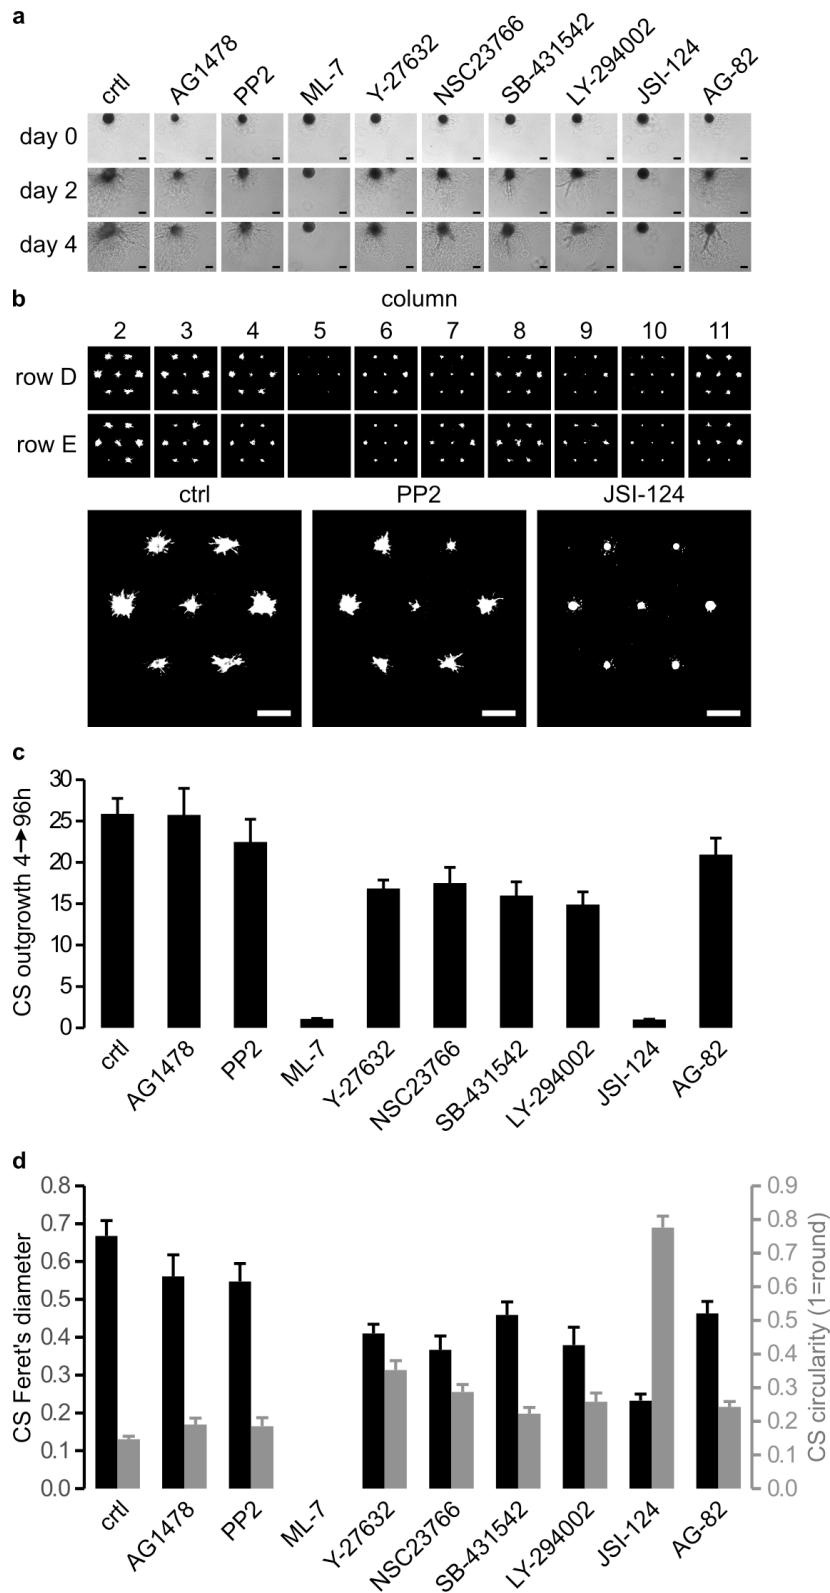 a
crtl AG1478 PP2 ML-7 Y-27632 NSC23766 SB-431542 LY-294002 JSI-124 AG-82
day 0
day 2
day 4
b
column
2 3 4 5 6 7 8 9 10 11
row D
row E
ctrl PP2 JSI-124
c
CS outgrowth 4→96h
30
25
20
15
10
5
0
crtl AG1478 PP2 ML-7 Y-27632 NSC23766 SB-431542 LY-294002 JSI-124 AG-82
d
CS Feret's diameter
0.8
0.7
0.6
0.5
0.4
0.3
0.2
0.1
0.0
0.9
0.8
0.7
0.6
0.5
0.4
0.3
0.2
0.1
0.0
CS circularity (1=round)
crtl AG1478 PP2 ML-7 Y-27632 NSC23766 SB-431542 LY-294002 JSI-124 AG-82